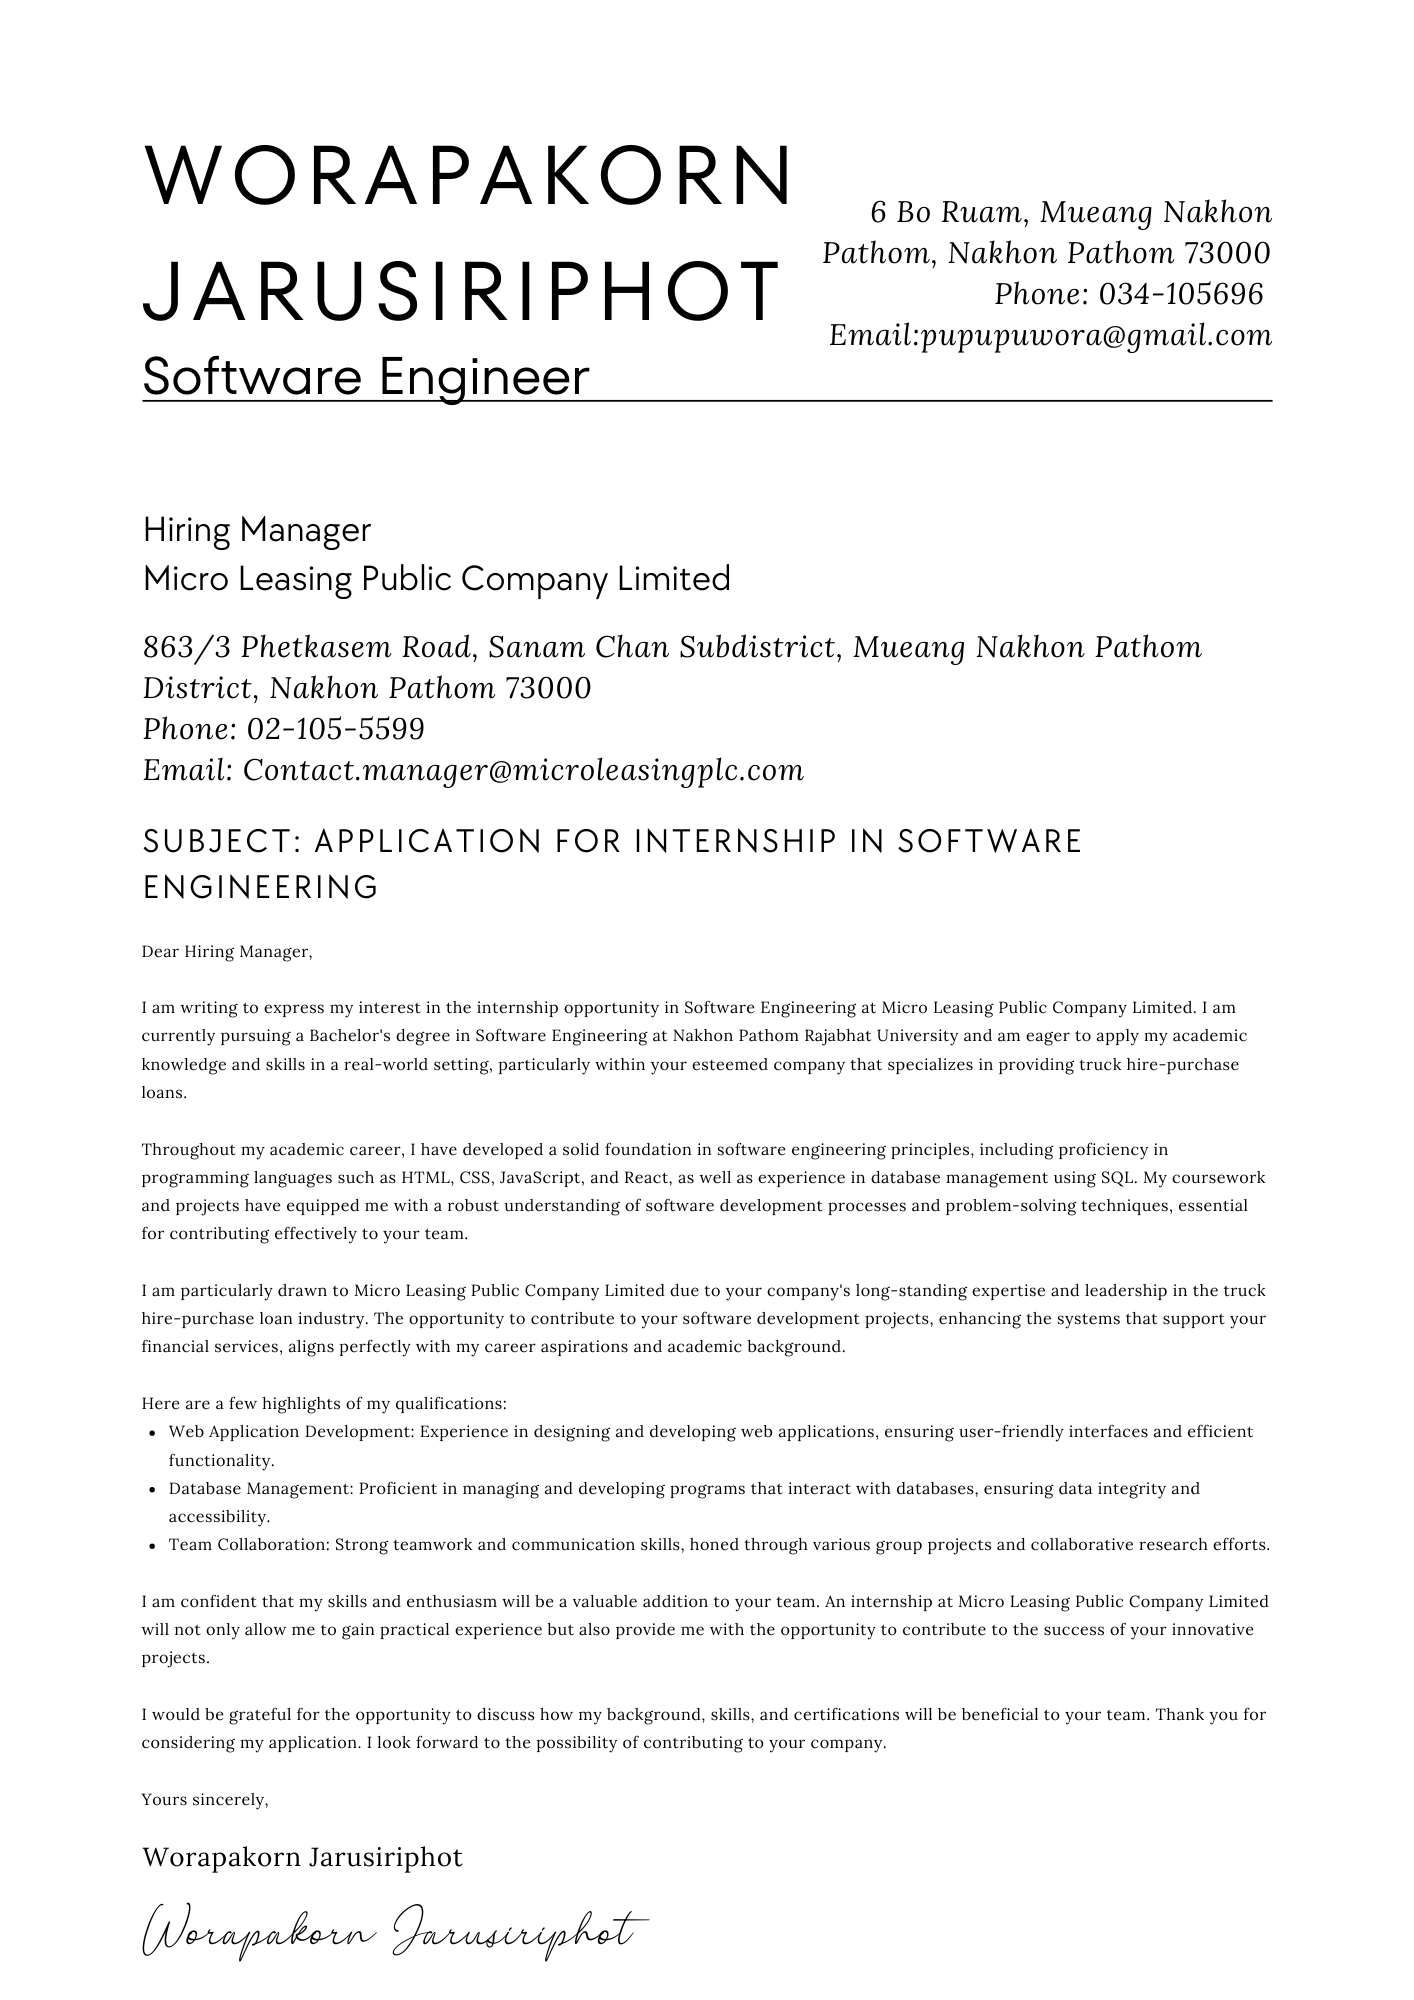 WORAPAKORN
JARUSIRIPHOT
Software Engineer
6 Bo Ruam, Mueang Nakhon
Pathom, Nakhon Pathom 73000
Phone: 034-105696
Email:pupupuwora@gmail.com
Hiring Manager
Micro Leasing Public Company Limited
863/3 Phetkasem Road, Sanam Chan Subdistrict, Mueang Nakhon Pathom
District, Nakhon Pathom 73000
Phone: 02-105-5599
Email: Contact.manager@microleasingplc.com
SUBJECT: APPLICATION FOR INTERNSHIP IN SOFTWARE
ENGINEERING
Dear Hiring Manager,
I am writing to express my interest in the internship opportunity in Software Engineering at Micro Leasing Public Company Limited. I am
currently pursuing a Bachelor's degree in Software Engineering at Nakhon Pathom Rajabhat University and am eager to apply my academic
knowledge and skills in a real-world setting, particularly within your esteemed company that specializes in providing truck hire-purchase
loans.
Throughout my academic career, I have developed a solid foundation in software engineering principles, including proficiency in
programming languages such as HTML, CSS, JavaScript, and React, as well as experience in database management using SQL. My coursework
and projects have equipped me with a robust understanding of software development processes and problem-solving techniques, essential
for contributing effectively to your team.
I am particularly drawn to Micro Leasing Public Company Limited due to your company's long-standing expertise and leadership in the truck
hire-purchase loan industry. The opportunity to contribute to your software development projects, enhancing the systems that support your
financial services, aligns perfectly with my career aspirations and academic background.
Here are a few highlights of my qualifications:
• Web Application Development: Experience in designing and developing web applications, ensuring user-friendly interfaces and efficient
functionality.
• Database Management: Proficient in managing and developing programs that interact with databases, ensuring data integrity and
accessibility.
• Team Collaboration: Strong teamwork and communication skills, honed through various group projects and collaborative research efforts.
I am confident that my skills and enthusiasm will be a valuable addition to your team. An internship at Micro Leasing Public Company Limited
will not only allow me to gain practical experience but also provide me with the opportunity to contribute to the success of your innovative
projects.
I would be grateful for the opportunity to discuss how my background, skills, and certifications will be beneficial to your team. Thank you for
considering my application. I look forward to the possibility of contributing to your company.
Yours sincerely,
Worapakorn Jarusiriphot
Worapakorn Jarusiriphot